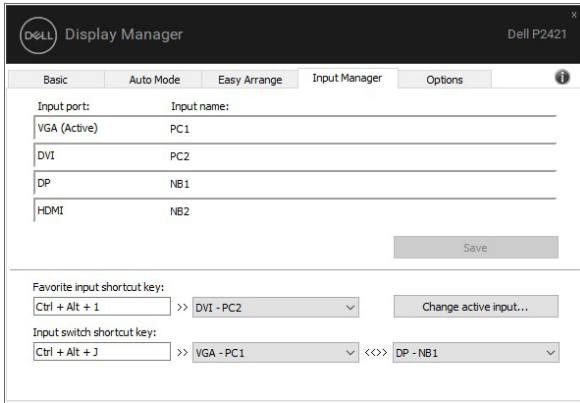 DELL Display Manager Dell P2421
Basic Auto Mode Easy Arrange Input Manager Options
Input port: Input name:
VGA (Active) PC1
DVI PC2
DP NB1
HDMI NB2
Save
Favorite input shortcut key:
Ctrl + Alt + 1 >> DVI - PC2 Change active input...
Input switch shortcut key:
Ctrl + Alt + J >> VGA - PC1 <<>> DP - NB1